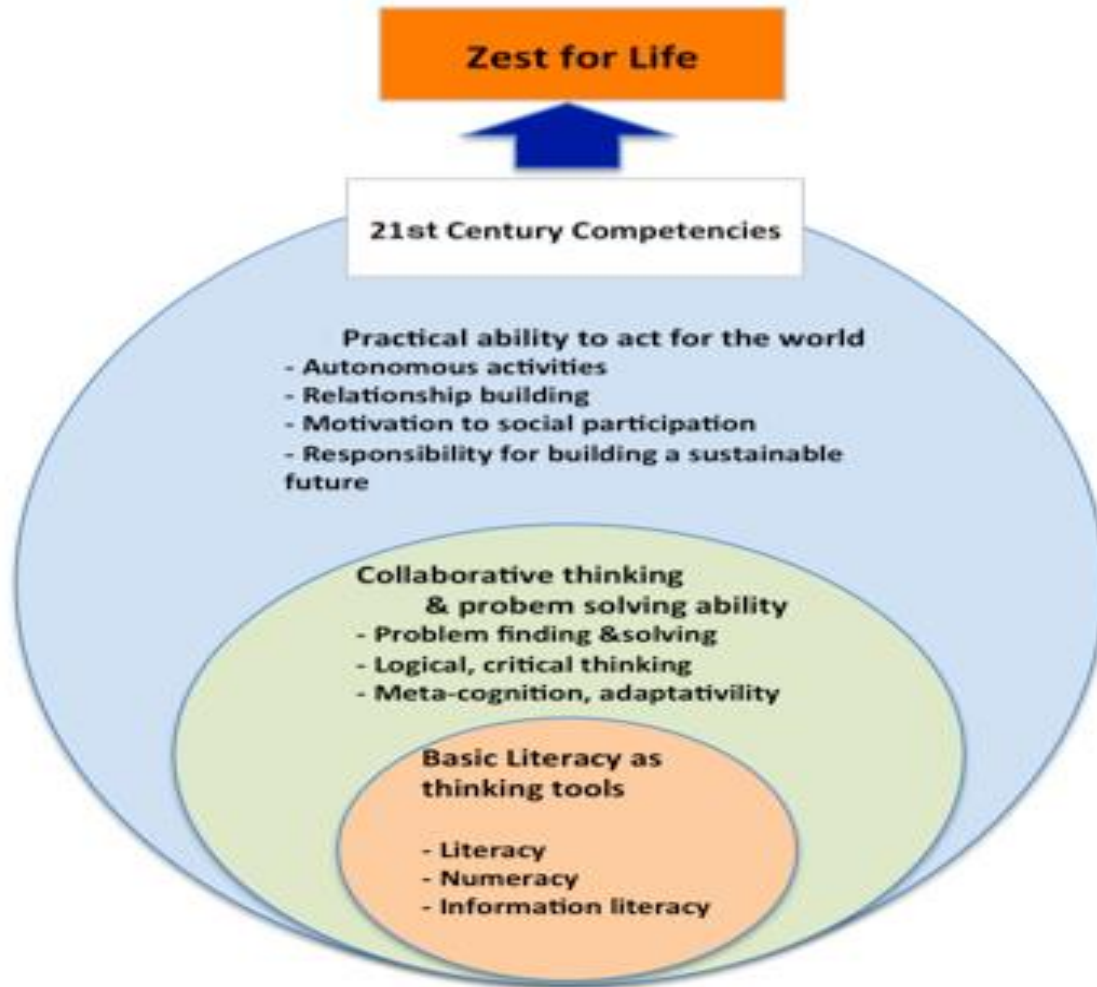 Zest for Life
21st Century Competencies
Practical ability to act for the world
- Autonomous activities
- Relationship building
- Motivation to social participation
- Responsibility for building a sustainable
future
Collaborative thinking
& probem solving ability
- Problem finding &solving
- Logical, critical thinking
- Meta-cognition, adaptativility
Basic Literacy as
thinking tools
- Literacy
- Numeracy
- Information literacy